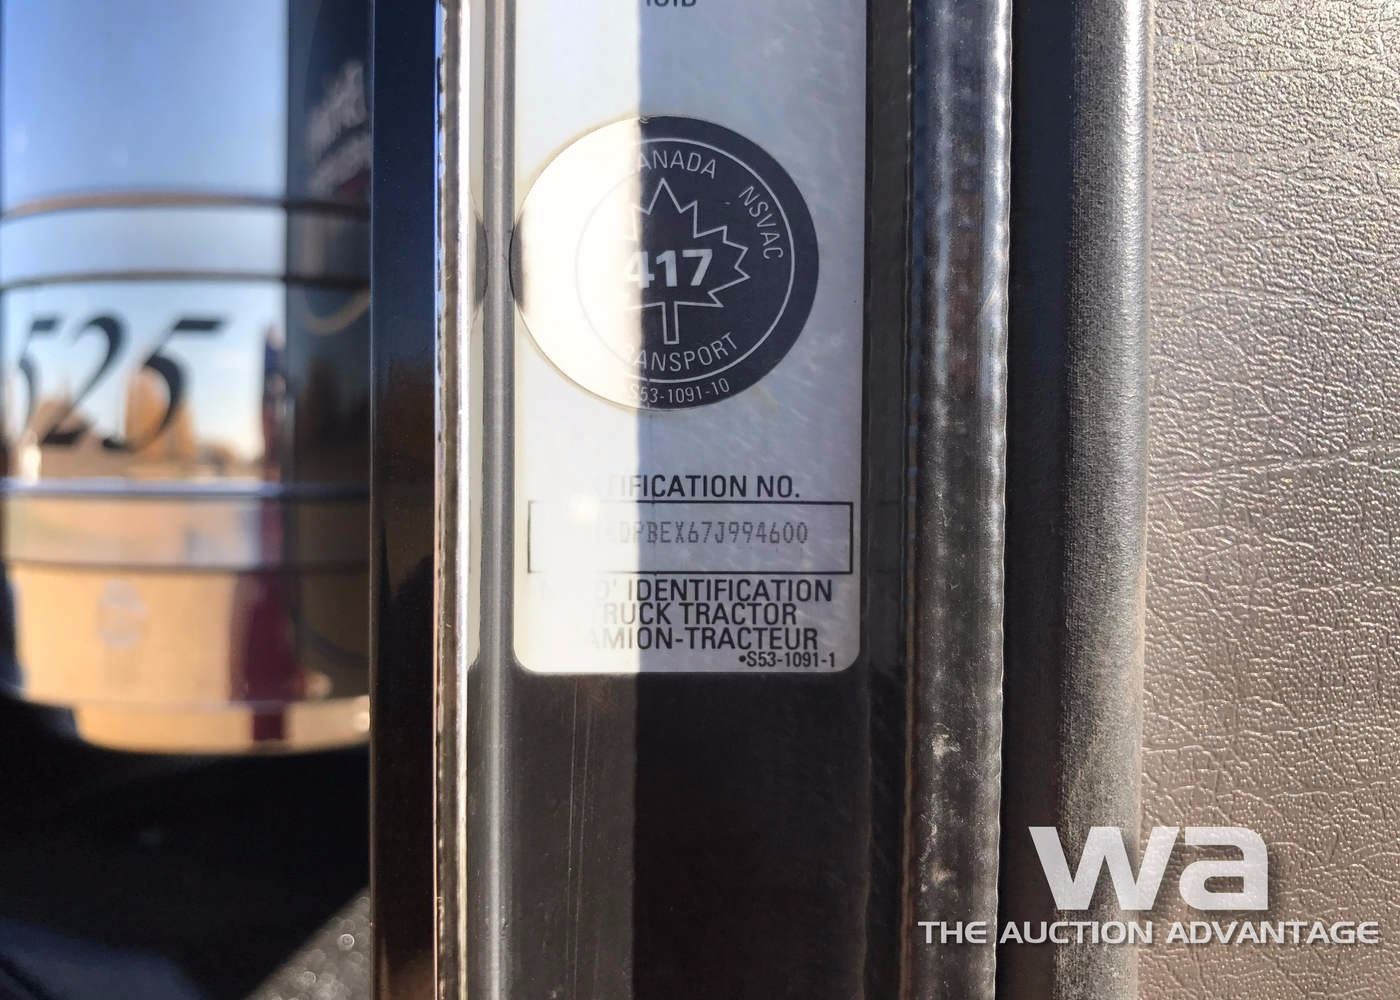 525
CANADA
NSVAC
417
TRANSPORT
S53-1091-10
TIFICATION NO.
DPBEX67J994600
D' IDENTIFICATION
RUCK TRACTOR
AMION-TRACTEUR
•S53-1091-1
wa
THE AUCTION ADVANTAGE